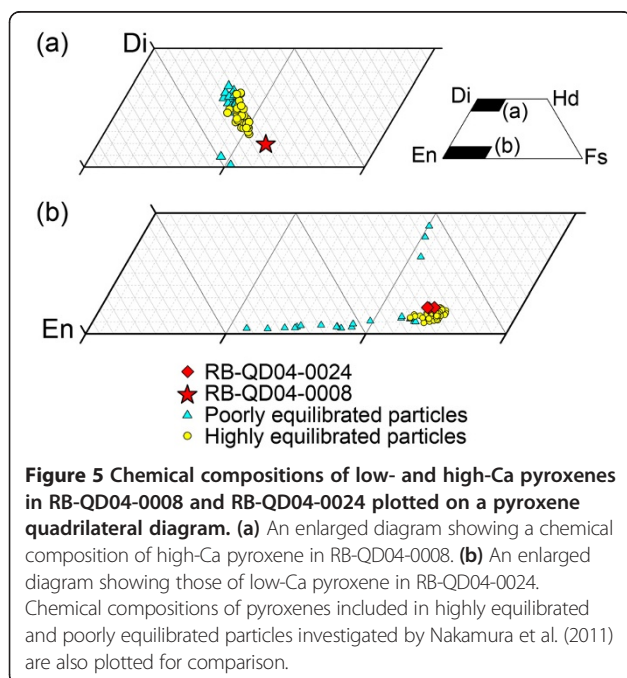 (a)
Di
Di
Hd
(a)
(b)
En
Fs
(b)
En
RB-QD04-0024
RB-QD04-0008
Poorly equilibrated particles
Highly equilibrated particles
Figure 5 Chemical compositions of low- and high-Ca pyroxenes
in RB-QD04-0008 and RB-QD04-0024 plotted on a pyroxene
quadrilateral diagram. (a) An enlarged diagram showing a chemical
composition of high-Ca pyroxene in RB-QD04-0008. (b) An enlarged
diagram showing those of low-Ca pyroxene in RB-QD04-0024.
Chemical compositions of pyroxenes included in highly equilibrated
and poorly equilibrated particles investigated by Nakamura et al. (2011)
are also plotted for comparison.